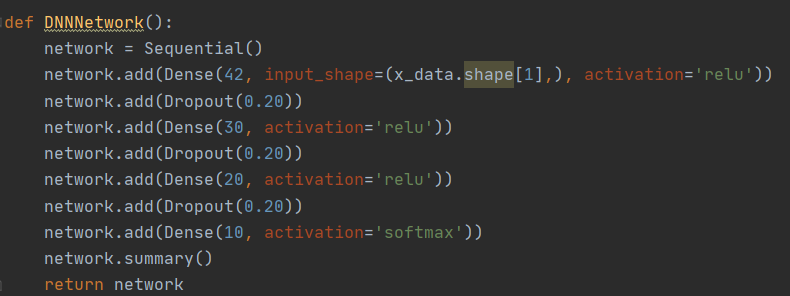 def DNNNetwork():
    network = Sequential()
    network.add(Dense(42, input_shape=(x_data.shape[1],), activation='relu'))
    network.add(Dropout(0.20))
    network.add(Dense(30, activation='relu'))
    network.add(Dropout(0.20))
    network.add(Dense(20, activation='relu'))
    network.add(Dropout(0.20))
    network.add(Dense(10, activation='softmax'))
    network.summary()
    return network